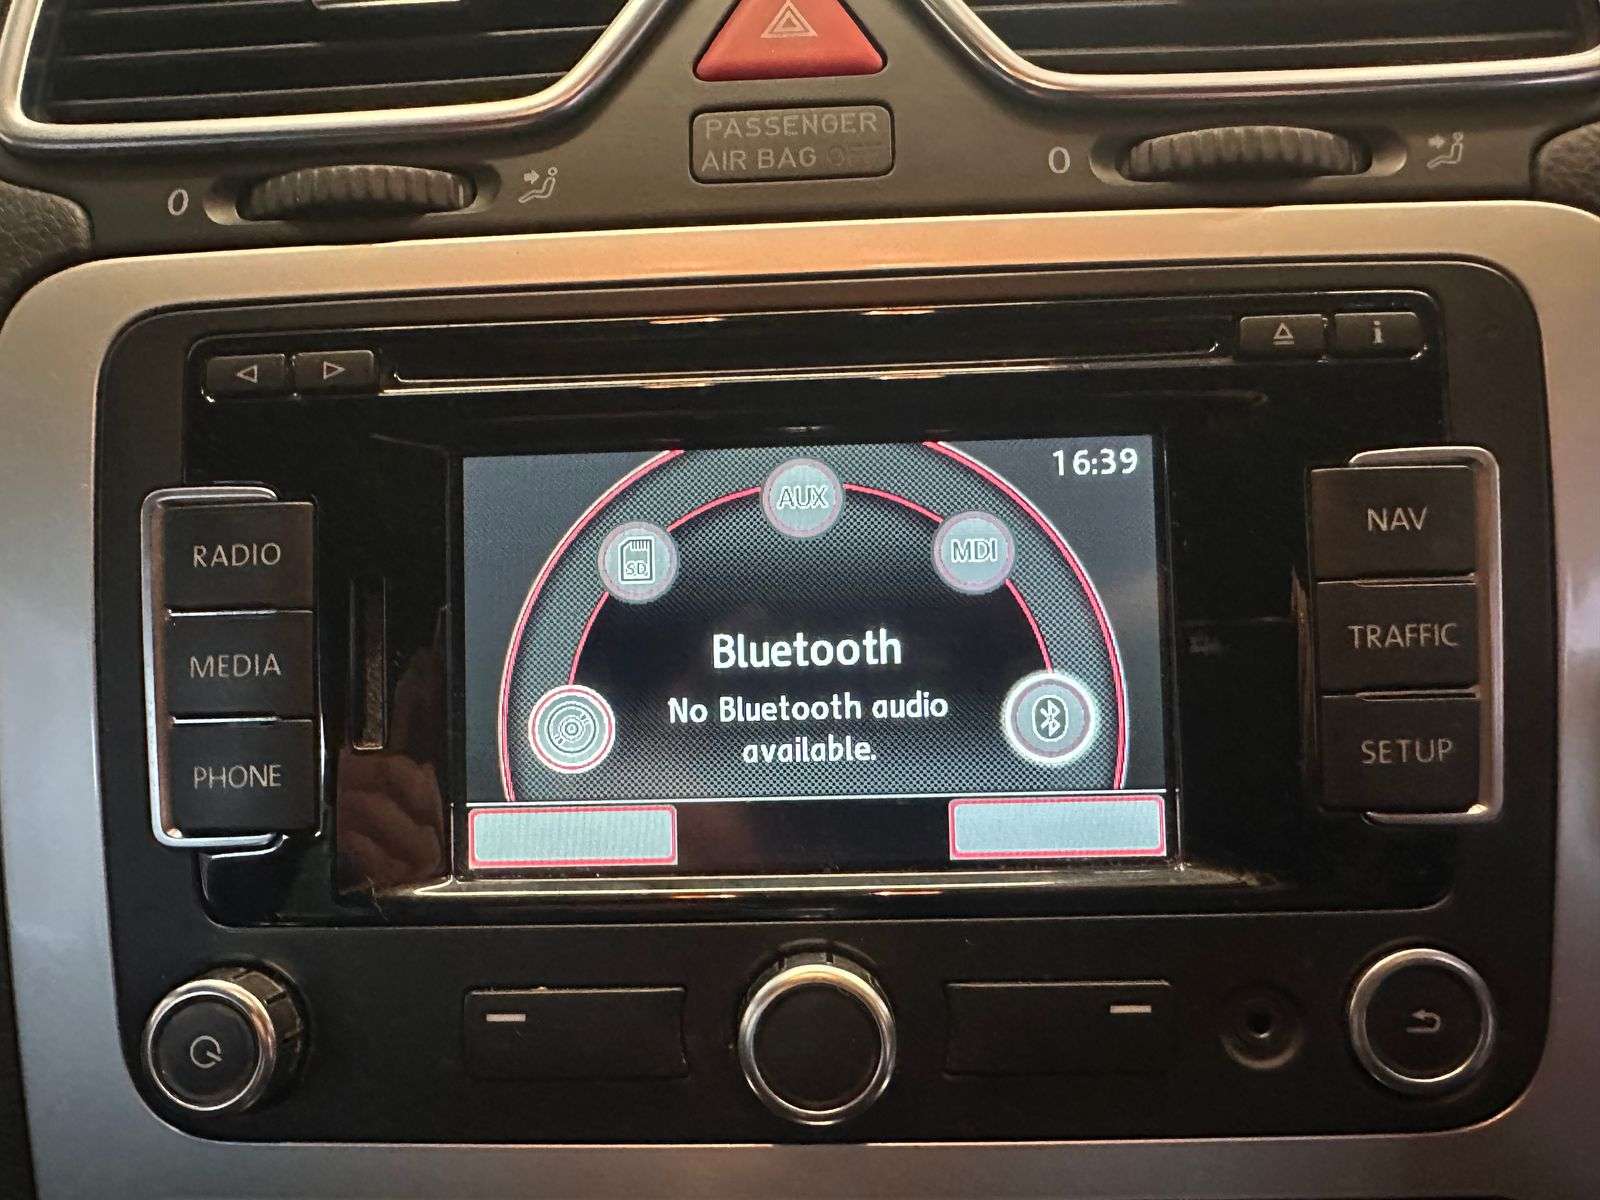 PASSENGER
AIR BAG OFF
0
0
i
16:39
AUX
SD
MDI
RADIO
NAV
Bluetooth
MEDIA
TRAFFIC
No Bluetooth audio
available.
PHONE
SETUP